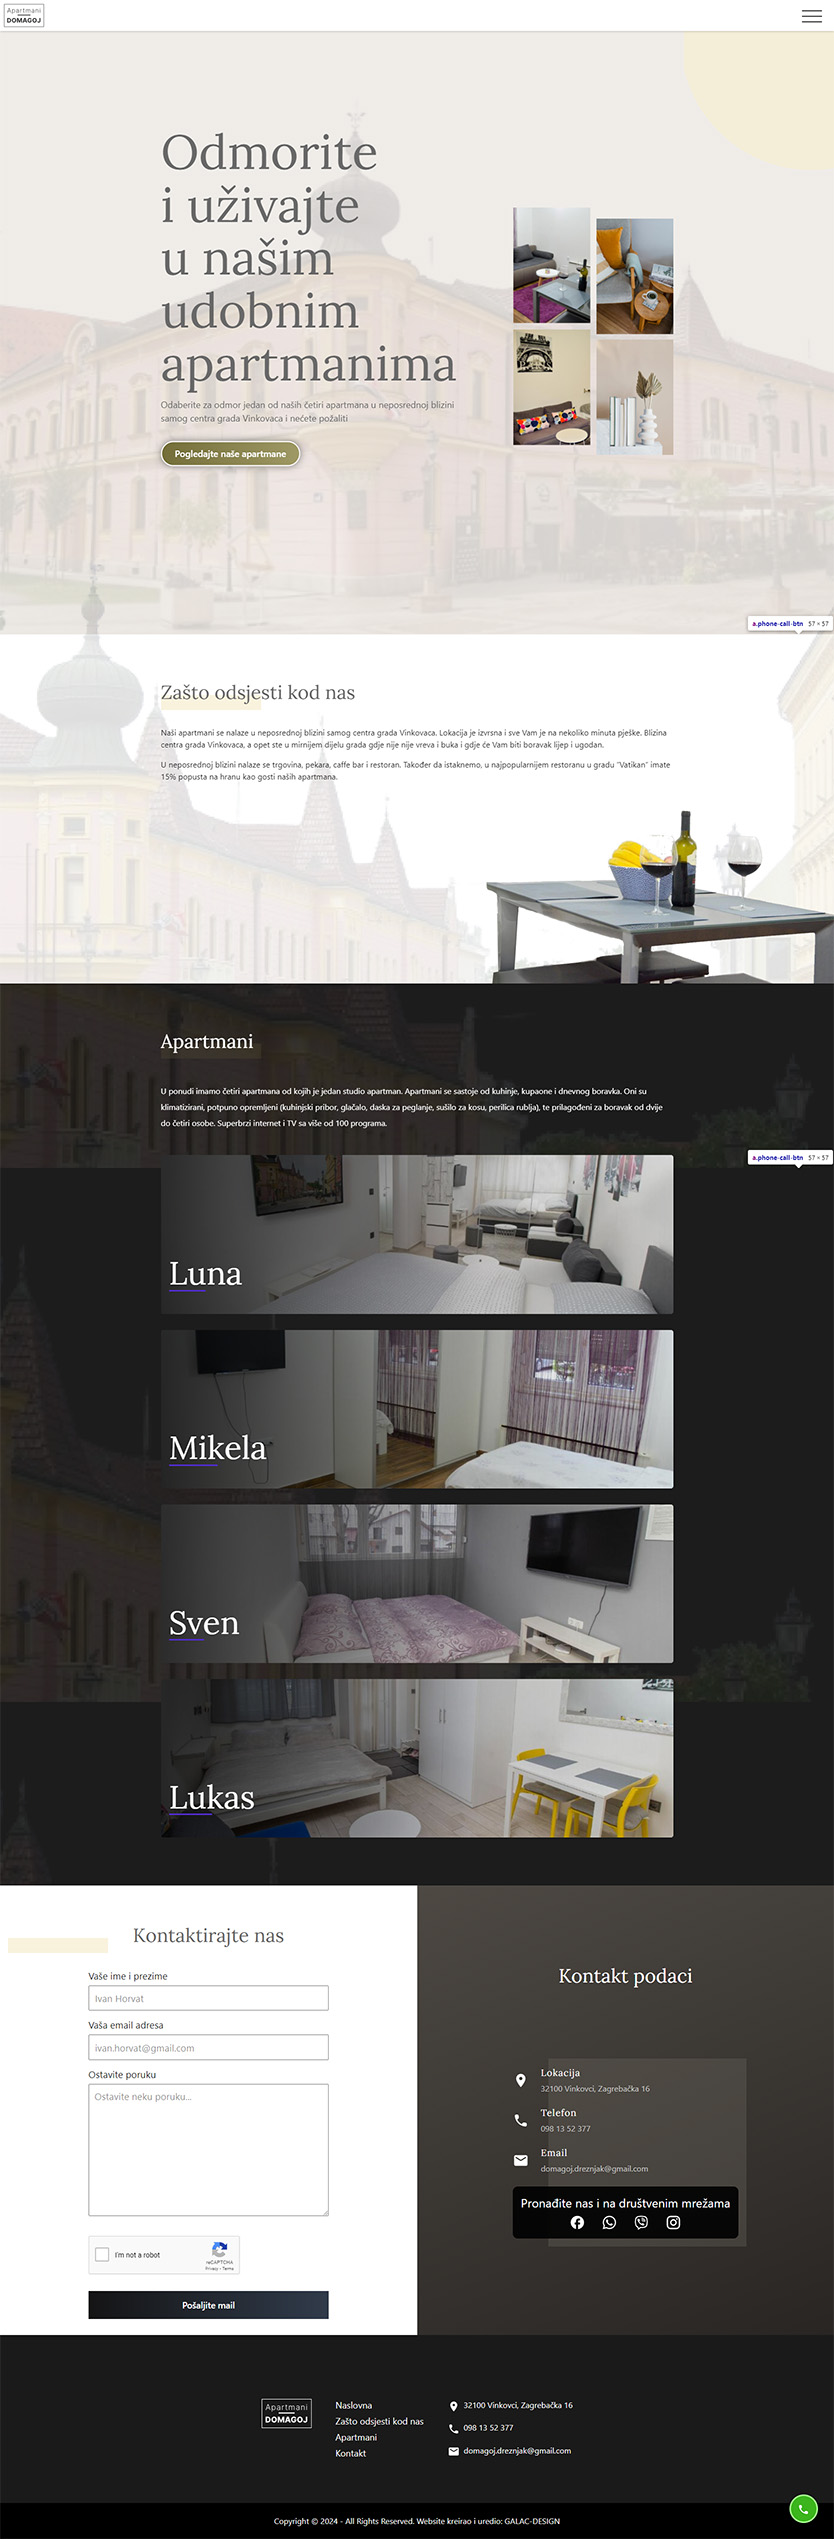 Apartmani
DOMAGOJ
Odmorite
i uživajte
u našim
udobnim
apartmanima
Odaberite za odmor jedan od naših četiri apartmana u neposrednoj blizini
samog centra grada Vinkovaca i nećete požaliti
Pogledajte naše apartmane
a.phone-call-btn 57 × 57
Zašto odsjesti kod nas
Naši apartmani se nalaze u neposrednoj blizini samog centra grada Vinkovaca. Lokacija je izvrsna i sve Vam je na nekoliko minuta pješke. Blizina
centra grada Vinkovaca, a opet ste u mirnijem dijelu grada gdje nije nije vreva i buka i gdje će Vam biti boravak lijep i ugodan.
U neposrednoj blizini nalaze se trgovina, pekara, caffe bar i restoran. Također da istaknemo, u najpopularnijem restoranu u gradu "Vatikan" imate
15% popusta na hranu kao gosti naših apartmana.
Apartmani
U ponudi imamo četiri apartmana od kojih je jedan studio apartman. Apartmani se sastoje od kuhinje, kupaone i dnevnog boravka. Oni su
klimatizirani, potpuno opremljeni (kuhinjski pribor, glačalo, daska za peglanje, sušilo za kosu, perilica rublja), te prilagođeni za boravak od dvije
do četiri osobe. Superbrzi internet i TV sa više od 100 programa.
a.phone-call-btn 57 × 57
Luna
Mikela
Sven
Lukas
Kontaktirajte nas
Vaše ime i prezime
Ivan Horvat
Vaša email adresa
ivan.horvat@gmail.com
Ostavite poruku
Ostavite neku poruku...
I'm not a robot
reCAPTCHA
Privacy - Terms
Pošaljite mail
Kontakt podaci
Lokacija
32100 Vinkovci, Zagrebačka 16
Telefon
098 13 52 377
Email
domagoj.dreznjak@gmail.com
Pronađite nas i na društvenim mrežama
Apartmani
DOMAGOJ
Naslovna
Zašto odsjesti kod nas
Apartmani
Kontakt
32100 Vinkovci, Zagrebačka 16
098 13 52 377
domagoj.dreznjak@gmail.com
Copyright © 2024 - All Rights Reserved. Website kreirao i uredio: GALAC-DESIGN